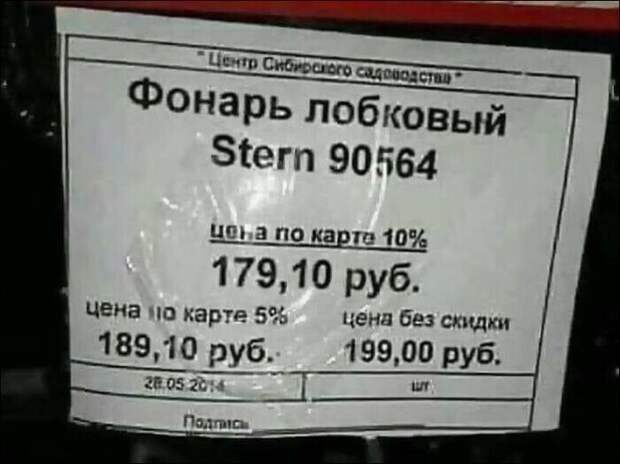 "Центр Сибирского садоводства"
Фонарь лобковый
Stern 90564
цена по карте 10%
179,10 руб.
цена по карте 5% цена без скидки
189,10 руб. 199,00 руб.
28.05.2014 шт
Подпись